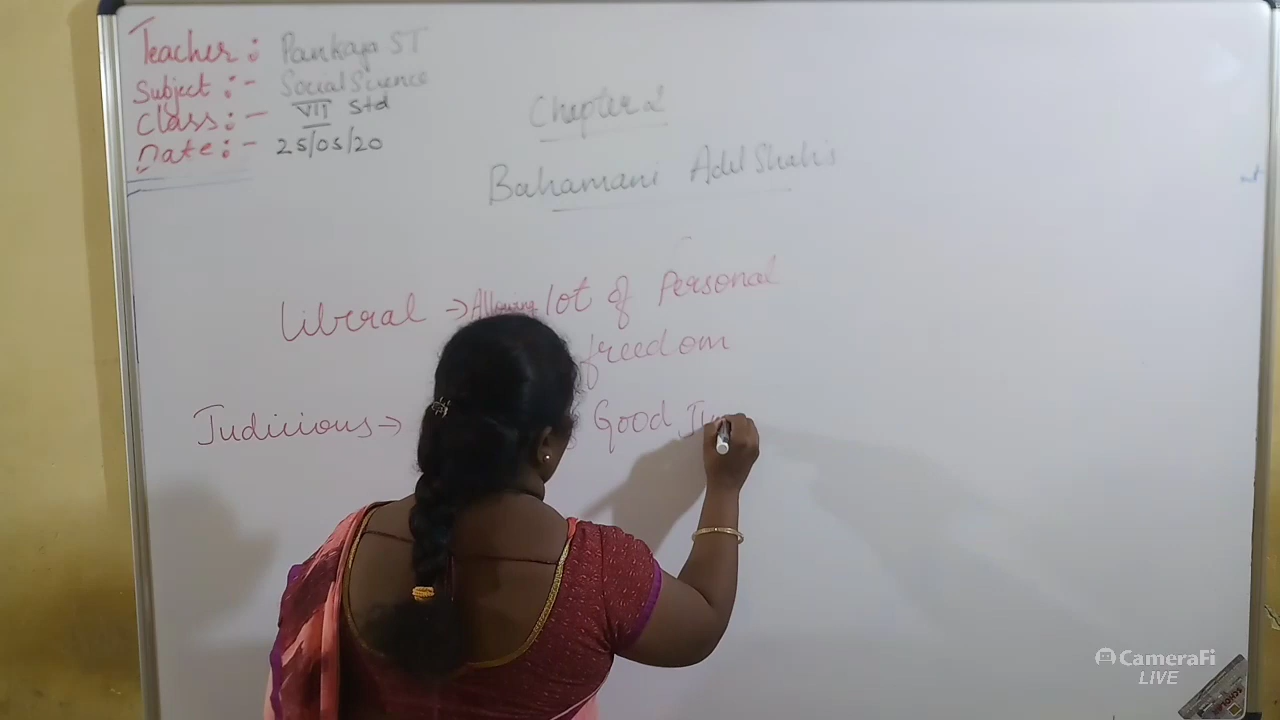 Teacher : Pankaja ST
Subject :- Social Science
Class :- VII Std
Date :- 25/05/20
Chapter 2
Bahamani Adil Shahi's
Liberal → Allowing lot of Personal
freedom
Judicious → Good Ju
CameraFi
LIVE